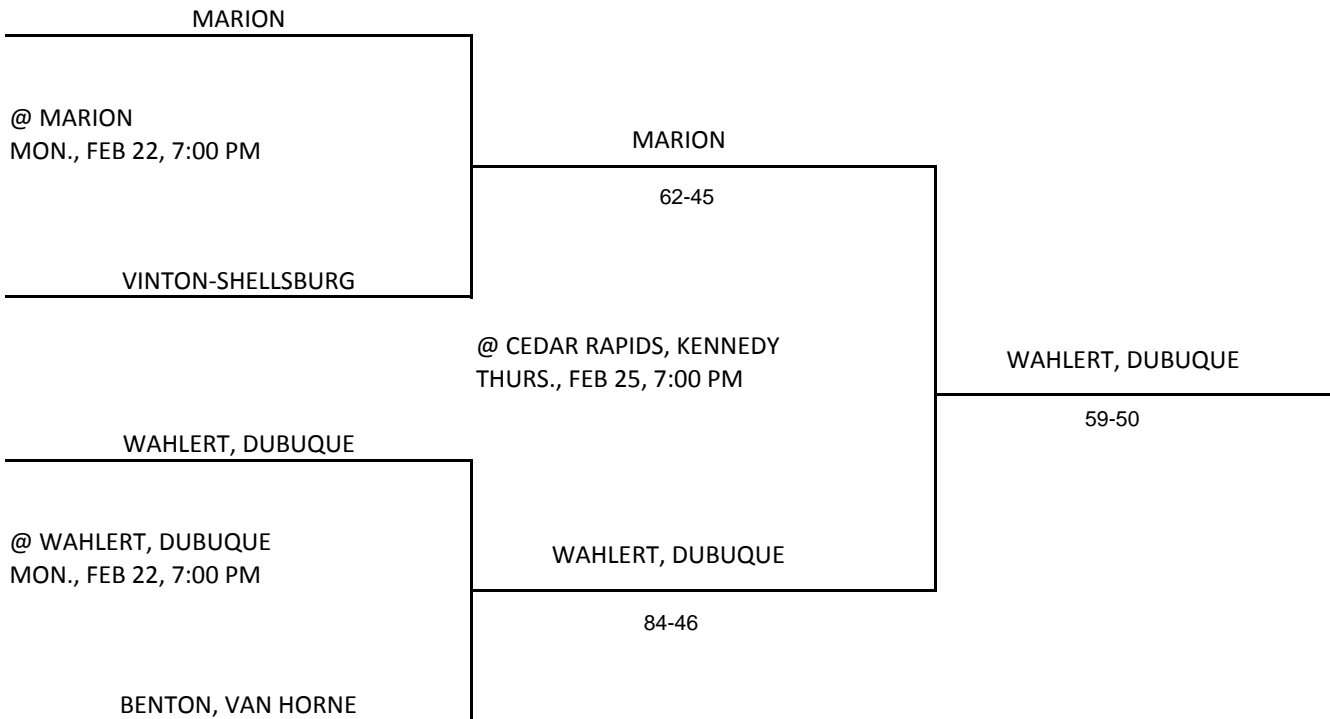 MARION
@ MARION
MON., FEB 22, 7:00 PM
MARION
62-45
VINTON-SHELLSBURG
@ CEDAR RAPIDS, KENNEDY
THURS., FEB 25, 7:00 PM
WAHLERT, DUBUQUE
59-50
WAHLERT, DUBUQUE
@ WAHLERT, DUBUQUE
MON., FEB 22, 7:00 PM
WAHLERT, DUBUQUE
84-46
BENTON, VAN HORNE